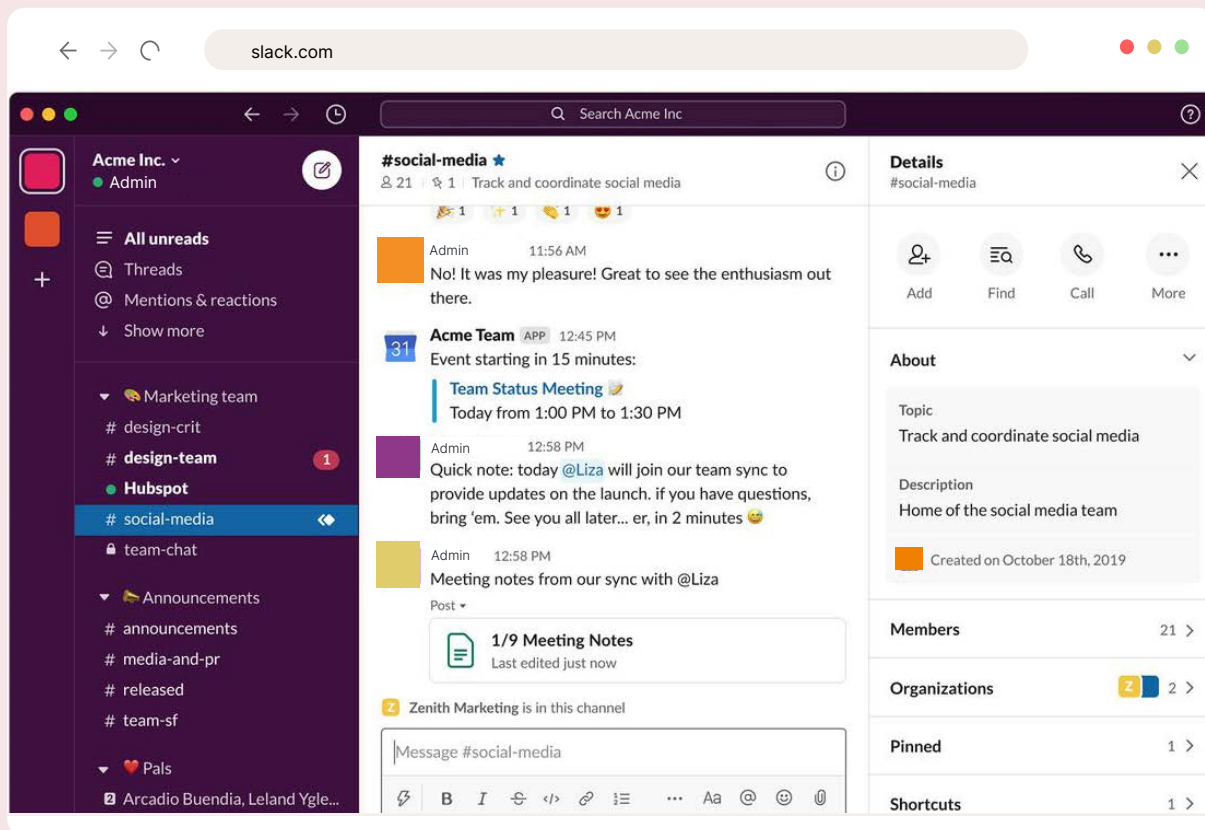 slack.com
Search Acme Inc
Acme Inc.
Admin
All unreads
Threads
Mentions & reactions
Show more
Marketing team
# design-crit
# design-team 1
Hubspot
# social-media
team-chat
Announcements
# announcements
# media-and-pr
# released
# team-sf
Pals
2 Arcadio Buendia, Leland Ygle...
#social-media
21 1 Track and coordinate social media
1 1 1 1
Admin 11:56 AM
No! It was my pleasure! Great to see the enthusiasm out
there.
31
Acme Team APP 12:45 PM
Event starting in 15 minutes:
Team Status Meeting
Today from 1:00 PM to 1:30 PM
Admin 12:58 PM
Quick note: today @Liza will join our team sync to
provide updates on the launch. if you have questions,
bring ‘em. See you all later... er, in 2 minutes
Admin 12:58 PM
Meeting notes from our sync with @Liza
Post
1/9 Meeting Notes
Last edited just now
Z Zenith Marketing is in this channel
Message #social-media
B I S </> Aa @
Details
#social-media
Add Find Call More
About
Topic
Track and coordinate social media
Description
Home of the social media team
Created on October 18th, 2019
Members 21
Organizations Z 2
Pinned 1
Shortcuts 1